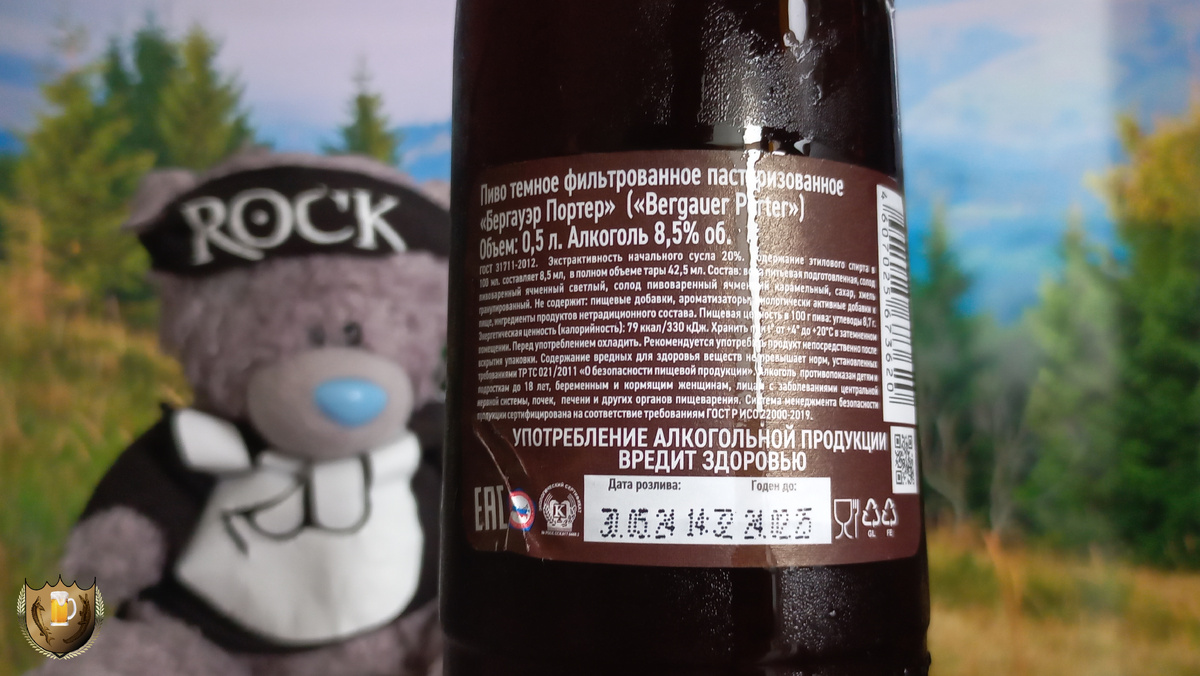 ROCK
Пиво темное фильтрованное пастеризованное
«Бергауэр Портер» («Bergauer Porter»)
Объем: 0,5 л. Алкоголь 8,5% об.
ГОСТ 31711-2012. Экстрактивность начального сусла 20%. Содержание этилового спирта в
100 мл. составляет 8,5 мл, в полном объеме тары 42,5 мл. Состав: вода питьевая подготовленная, солод
пивоваренный ячменный светлый, солод пивоваренный ячменный карамельный, сахар, хмель
гранулированный. Не содержит: пищевые добавки, ароматизаторы, биологически активные добавки к
пище, ингредиенты продуктов нетрадиционного состава. Пищевая ценность в 100 г пива: углеводы 8,7 г.
Энергетическая ценность (калорийность): 79 ккал/330 кДж. Хранить при t° от +4° до +20°С в затемненном
помещении. Перед употреблением охладить. Рекомендуется употребить продукт непосредственно после
вскрытия упаковки. Содержание вредных для здоровья веществ не превышает норм, установленных
требованиями ТР ТС 021/2011 «О безопасности пищевой продукции». Алкоголь противопоказан детям и
подросткам до 18 лет, беременным и кормящим женщинам, лицам с заболеваниями центральной
нервной системы, почек, печени и других органов пищеварения. Система менеджмента безопасности
продукции сертифицирована на соответствие требованиям ГОСТ Р ИСО 22000-2019.
4 607025 673620
УПОТРЕБЛЕНИЕ АЛКОГОЛЬНОЙ ПРОДУКЦИИ
ВРЕДИТ ЗДОРОВЬЮ
Дата розлива: Годен до:
31.05.24 14:32 24.02.25
EAC
К
GL FE